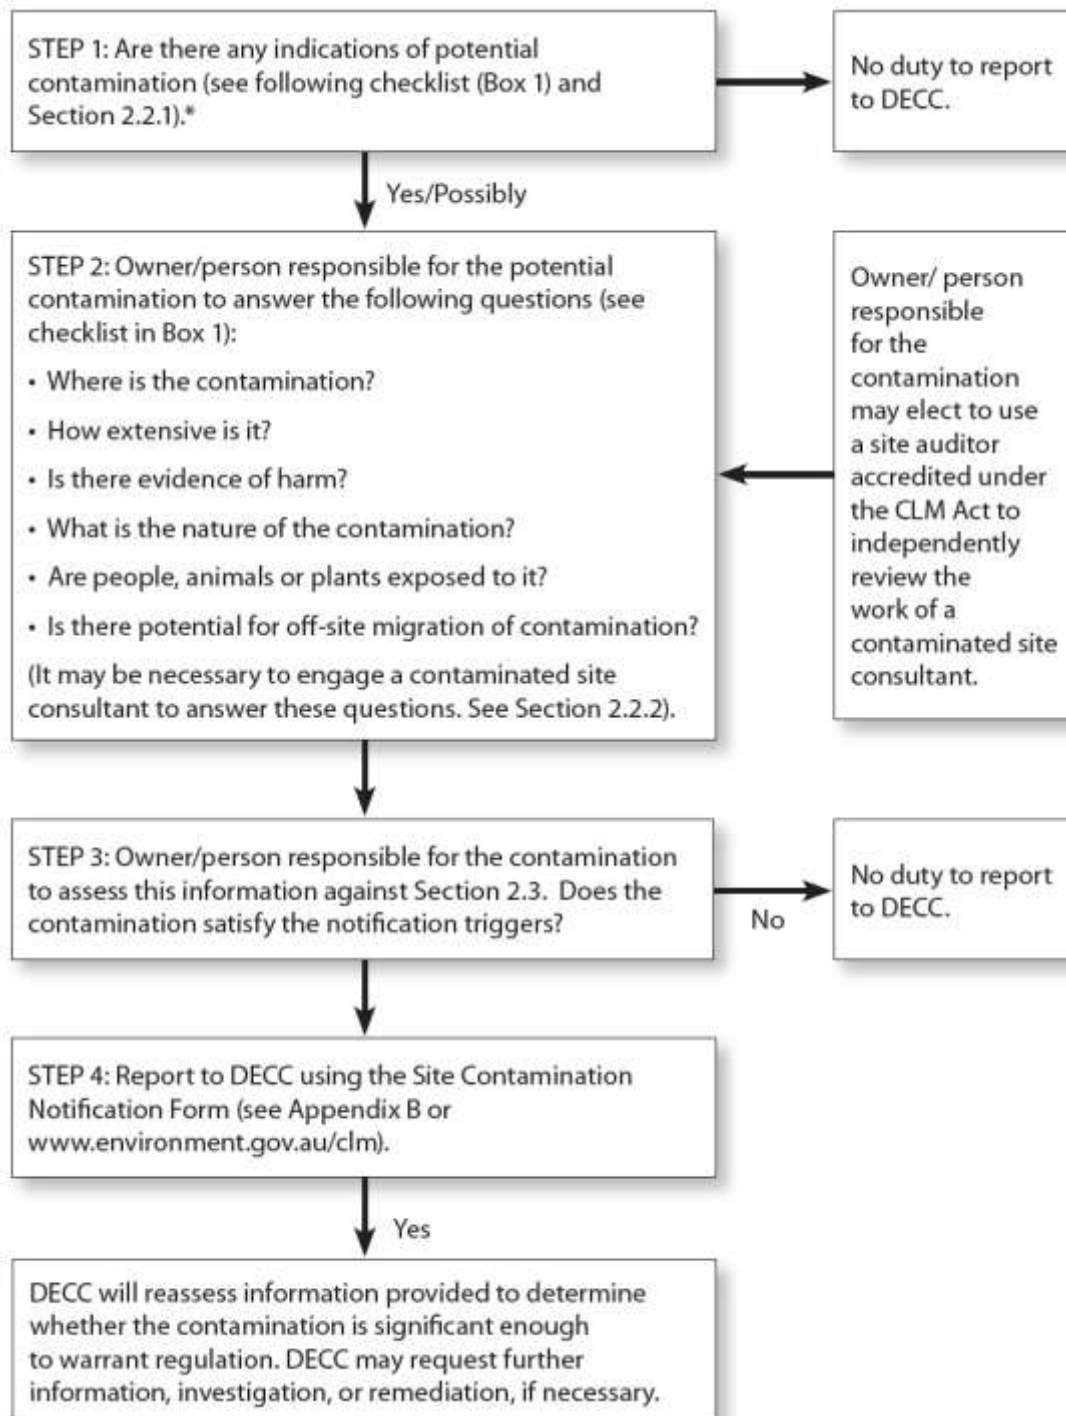 STEP 1: Are there any indications of potential
contamination (see following checklist (Box 1) and
Section 2.2.1).*
No duty to report
to DECC.
Yes/Possibly
STEP 2: Owner/person responsible for the potential
contamination to answer the following questions (see
checklist in Box 1):
• Where is the contamination?
• How extensive is it?
• Is there evidence of harm?
• What is the nature of the contamination?
• Are people, animals or plants exposed to it?
• Is there potential for off-site migration of contamination?
(It may be necessary to engage a contaminated site
consultant to answer these questions. See Section 2.2.2).
Owner/ person
responsible
for the
contamination
may elect to use
a site auditor
accredited under
the CLM Act to
independently
review the
work of a
contaminated site
consultant.
STEP 3: Owner/person responsible for the contamination
to assess this information against Section 2.3. Does the
contamination satisfy the notification triggers?
No
No duty to report
to DECC.
STEP 4: Report to DECC using the Site Contamination
Notification Form (see Appendix B or
www.environment.gov.au/clm).
Yes
DECC will reassess information provided to determine
whether the contamination is significant enough
to warrant regulation. DECC may request further
information, investigation, or remediation, if necessary.